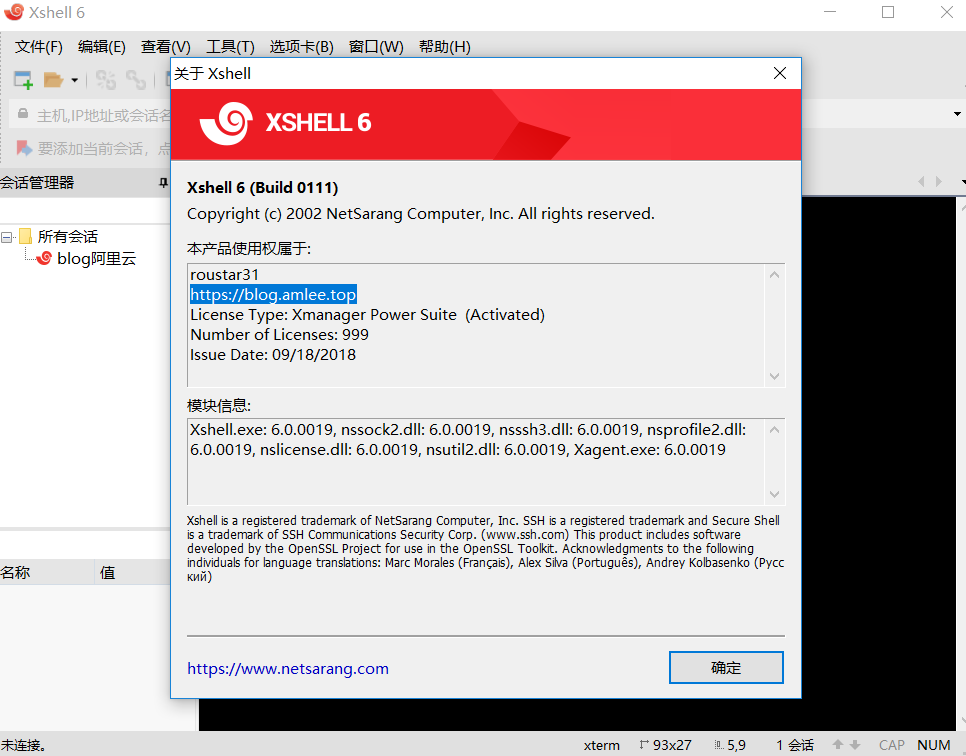 Xshell 6
文件(F) 编辑(E) 查看(V) 工具(T) 选项卡(B) 窗口(W) 帮助(H)
关于 Xshell
主机,IP地址或会话名
XSHELL 6
要添加当前会话，点
会话管理器
所有会话
blog阿里云
Xshell 6 (Build 0111)
Copyright (c) 2002 NetSarang Computer, Inc. All rights reserved.
本产品使用权属于:
roustar31
https://blog.amlee.top
License Type: Xmanager Power Suite (Activated)
Number of Licenses: 999
Issue Date: 09/18/2018
模块信息:
Xshell.exe: 6.0.0019, nssock2.dll: 6.0.0019, nsssh3.dll: 6.0.0019, nsprofile2.dll:
6.0.0019, nslicense.dll: 6.0.0019, nsutil2.dll: 6.0.0019, Xagent.exe: 6.0.0019
Xshell is a registered trademark of NetSarang Computer, Inc. SSH is a registered trademark and Secure Shell
is a trademark of SSH Communications Security Corp. (www.ssh.com) This product includes software
developed by the OpenSSL Project for use in the OpenSSL Toolkit. Acknowledgments to the following
individuals for language translations: Marc Morales (Français), Alex Silva (Português), Andrey Kolbasenko (Русс
кий)
名称 值
https://www.netsarang.com
确定
未连接。 xterm 93x27 5,9 1 会话 CAP NUM